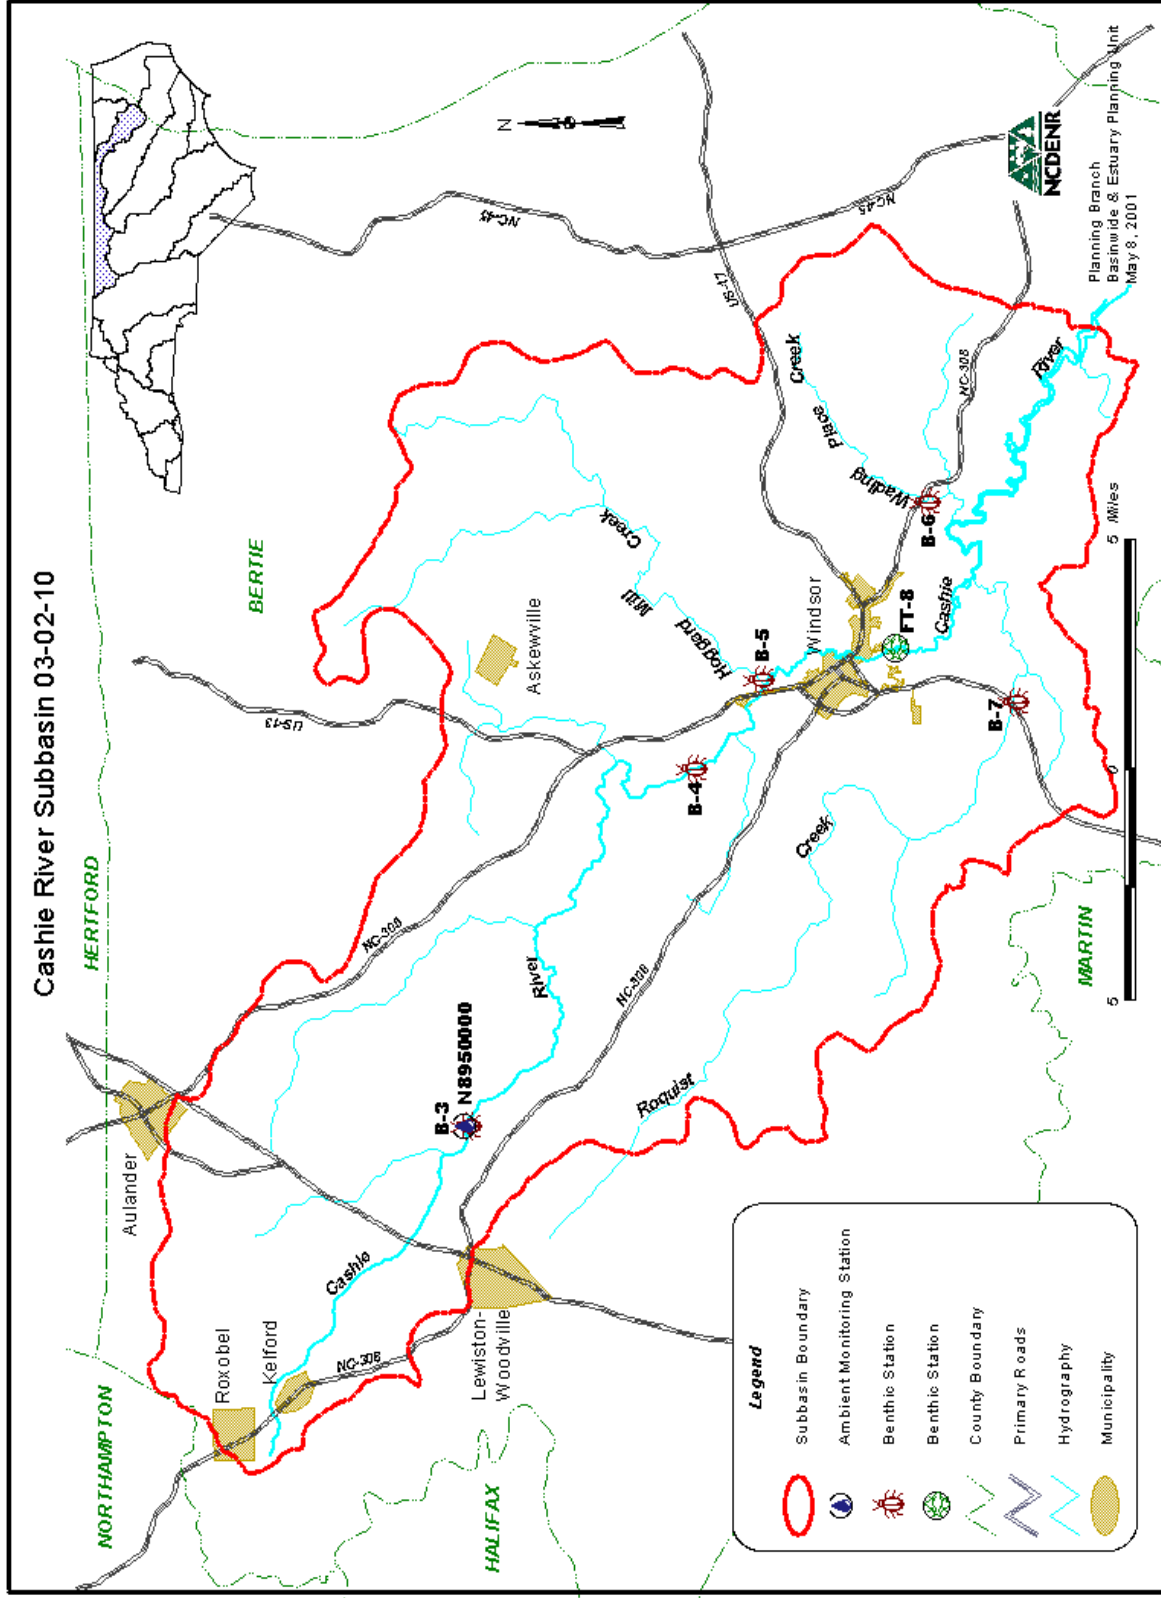 Cashie River Subbasin 03-02-10
HERTFORD
NORTHAMPTON
BERTIE
HALIFAX
MARTIN
N
Roxobel
Kelford
Aulander
Lewiston-
Woodville
Askewville
Windsor
NC-308
NC-308
NC-308
NC-308
US-13
US-17
NC-45
NC-45
Cashie
River
Cashie
River
Roquist
Creek
Hoggard
Mill
Creek
Wading
Place
Creek
B-3
N8950000
B-4
B-5
B-6
B-7
FT-8
Legend
Subbasin Boundary
Ambient Monitoring Station
Benthic Station
Benthic Station
County Boundary
Primary Roads
Hydrography
Municipality
5 0 5 Miles
NCDENR
Planning Branch
Basinwide & Estuary Planning Unit
May 8, 2001